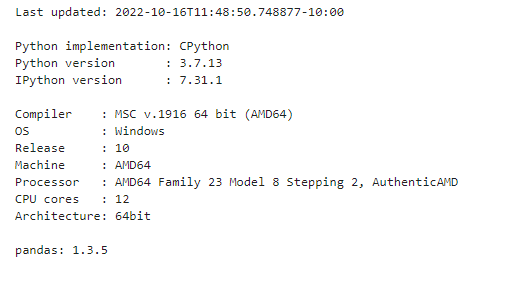 Last updated: 2022-10-16T11:48:50.748877-10:00
Python implementation: CPython
Python version       : 3.7.13
IPython version      : 7.31.1
Compiler    : MSC v.1916 64 bit (AMD64)
OS          : Windows
Release     : 10
Machine     : AMD64
Processor   : AMD64 Family 23 Model 8 Stepping 2, AuthenticAMD
CPU cores   : 12
Architecture: 64bit
pandas: 1.3.5